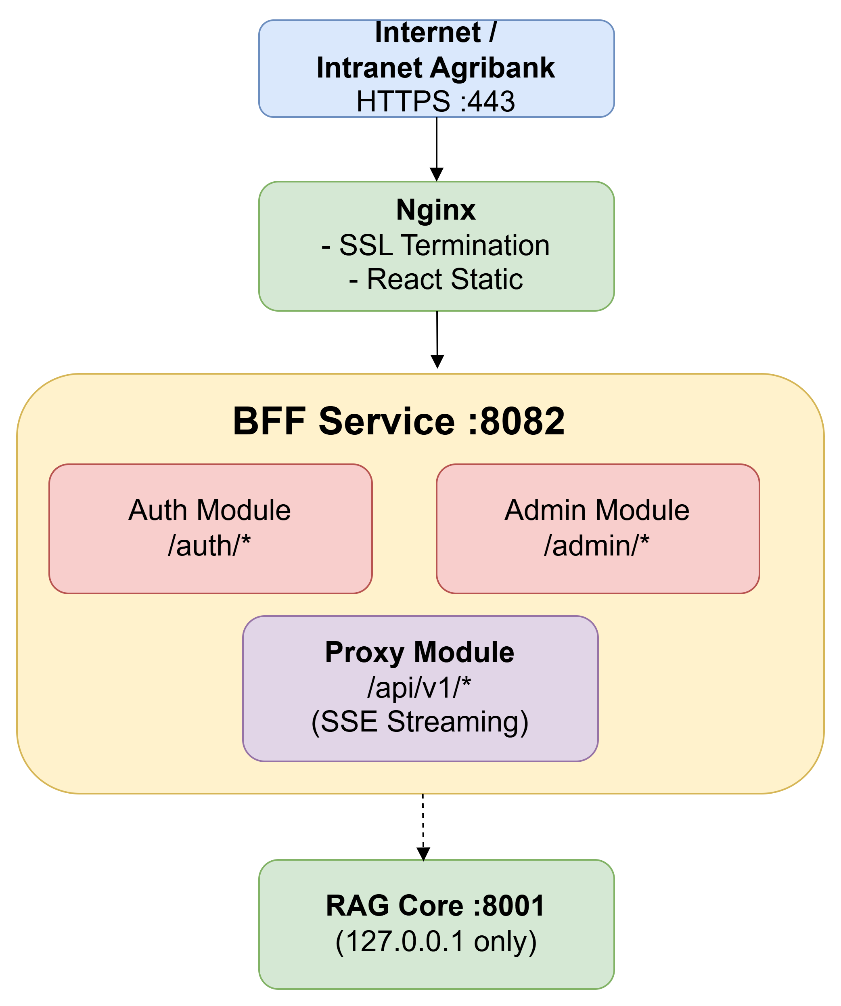 Internet /
Intranet Agribank
HTTPS :443
Nginx
- SSL Termination
- React Static
BFF Service :8082
Auth Module
/auth/*
Admin Module
/admin/*
Proxy Module
/api/v1/*
(SSE Streaming)
RAG Core :8001
(127.0.0.1 only)